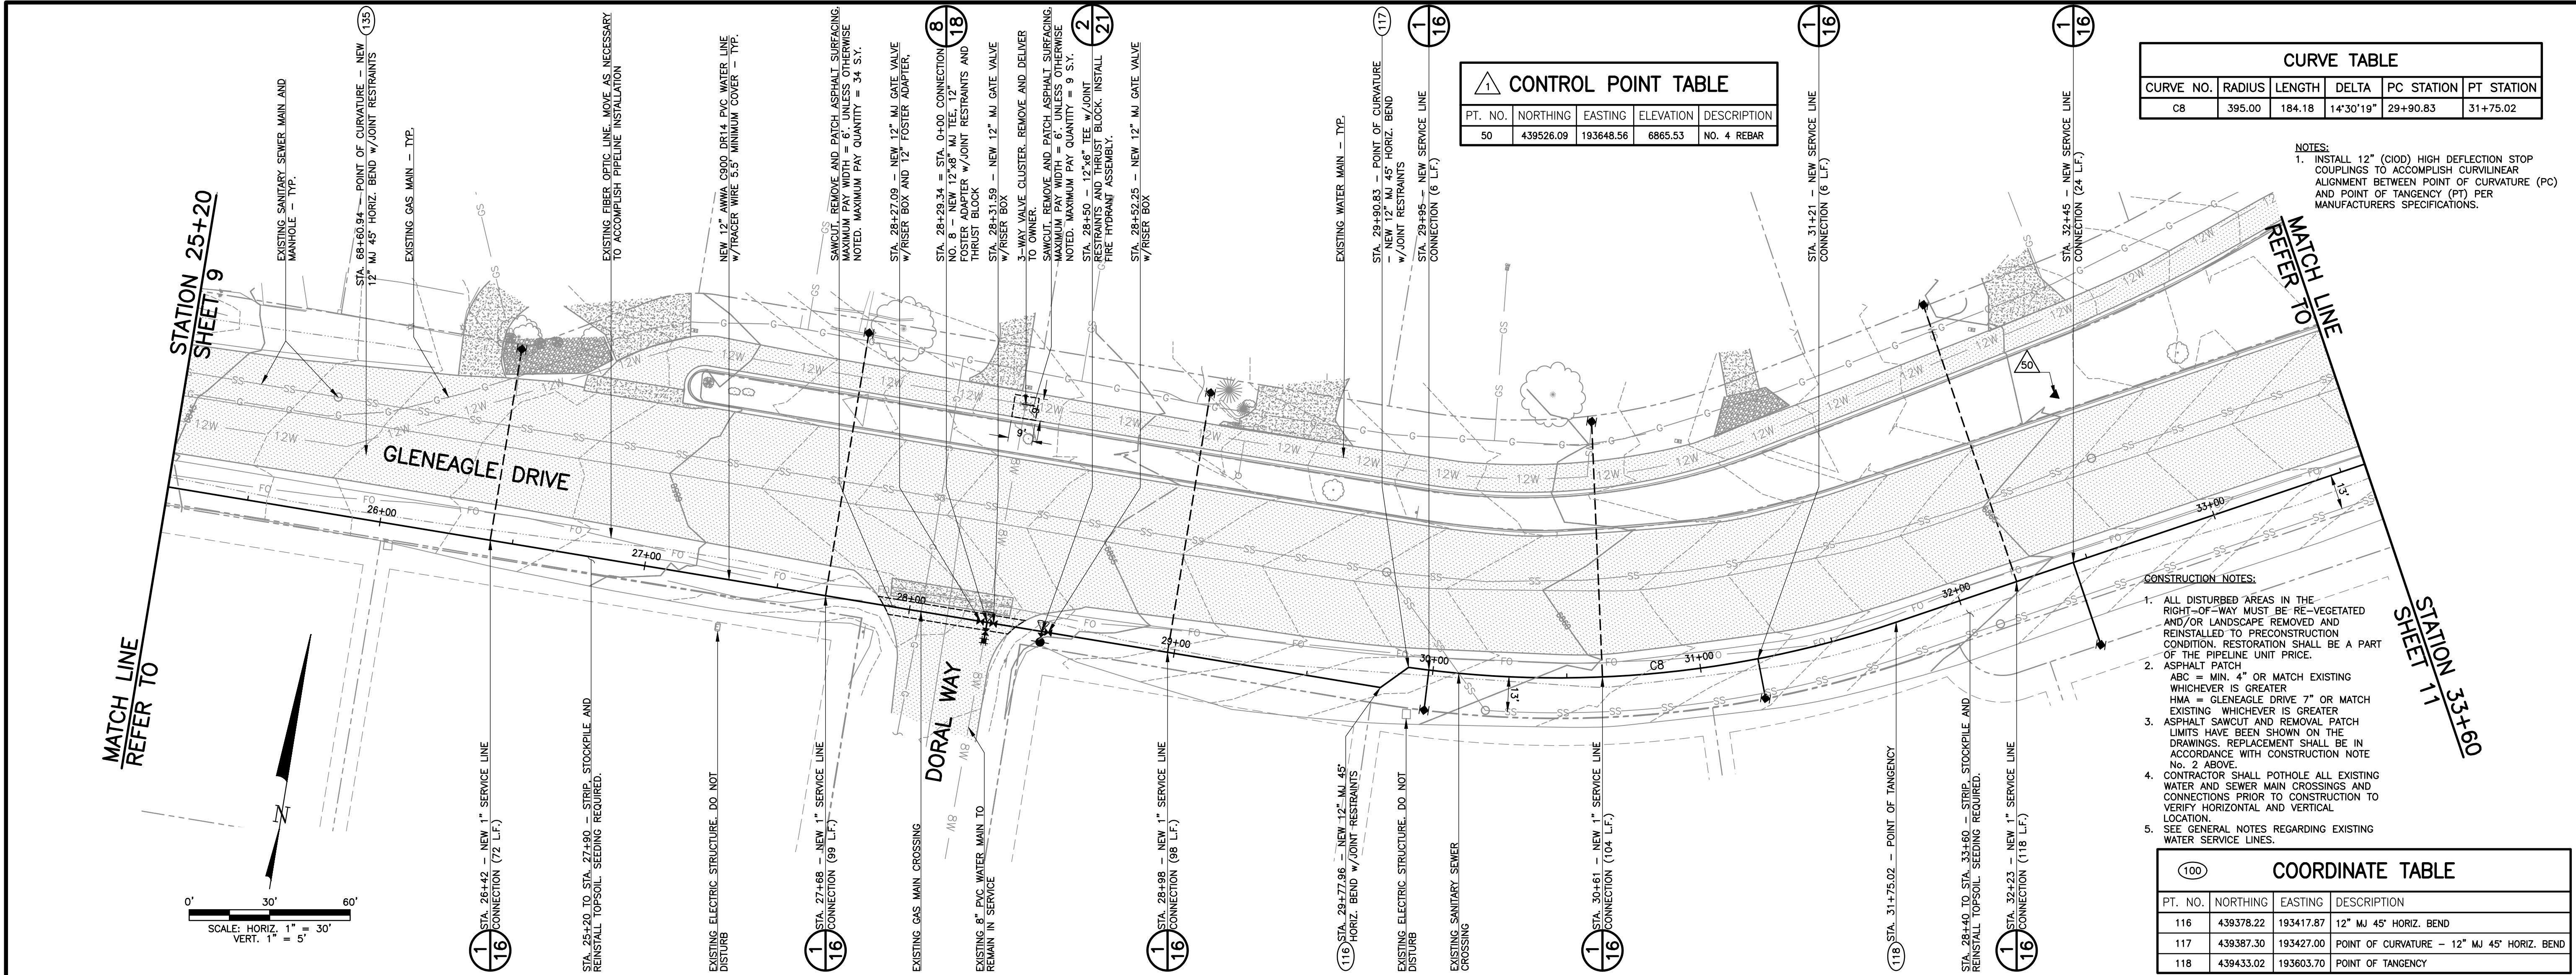 135
8
18
2
21
117
1
16
1
16
1
16
EXISTING SANITARY SEWER MAIN AND
MANHOLE - TYP.
STA. 68+60.94 - POINT OF CURVATURE - NEW
12" MJ 45° HORIZ. BEND w/JOINT RESTRAINTS
EXISTING GAS MAIN - TYP.
EXISTING FIBER OPTIC LINE. MOVE AS NECESSARY
TO ACCOMPLISH PIPELINE INSTALLATION
NEW 12" AWWA C900 DR14 PVC WATER LINE
w/TRACER WIRE 5.5' MINIMUM COVER - TYP.
SAWCUT, REMOVE AND PATCH ASPHALT SURFACING.
MAXIMUM PAY WIDTH = 6'. UNLESS OTHERWISE
NOTED. MAXIMUM PAY QUANTITY = 34 S.Y.
STA. 28+27.09 - NEW 12" MJ GATE VALVE
w/RISER BOX AND 12" FOSTER ADAPTER,
STA. 28+29.34 = STA. 0+00 CONNECTION
NO. 8 - NEW 12"x8" MJ TEE, 12"
FOSTER ADAPTER w/JOINT RESTRAINTS AND
THRUST BLOCK
STA. 28+31.59 - NEW 12" MJ GATE VALVE
w/RISER BOX
3-WAY VALVE CLUSTER. REMOVE AND DELIVER
TO OWNER.
SAWCUT, REMOVE AND PATCH ASPHALT SURFACING.
MAXIMUM PAY WIDTH = 6'. UNLESS OTHERWISE
NOTED. MAXIMUM PAY QUANTITY = 9 S.Y.
STA. 28+50 - 12"x6" TEE w/JOINT
RESTRAINTS AND THRUST BLOCK. INSTALL
FIRE HYDRANT ASSEMBLY.
STA. 28+52.25 - NEW 12" MJ GATE VALVE
w/RISER BOX
EXISTING WATER MAIN - TYP.
STA. 29+90.83 - POINT OF CURVATURE
- NEW 12" MJ 45° HORIZ. BEND
w/JOINT RESTRAINTS
STA. 29+95 - NEW SERVICE LINE
CONNECTION (6 L.F.)
STA. 31+21 - NEW SERVICE LINE
CONNECTION (6 L.F.)
STA. 32+45 - NEW SERVICE LINE
CONNECTION (24 L.F.)
1 CONTROL POINT TABLE
PT. NO. NORTHING EASTING ELEVATION DESCRIPTION
50 439526.09 193648.56 6865.53 NO. 4 REBAR
CURVE TABLE
CURVE NO. RADIUS LENGTH DELTA PC STATION PT STATION
C8 395.00 184.18 14°30'19" 29+90.83 31+75.02
NOTES:
1. INSTALL 12" (CIOD) HIGH DEFLECTION STOP
COUPLINGS TO ACCOMPLISH CURVILINEAR
ALIGNMENT BETWEEN POINT OF CURVATURE (PC)
AND POINT OF TANGENCY (PT) PER
MANUFACTURERS SPECIFICATIONS.
STATION 25+20
SHEET 9
MATCH LINE
REFER TO
MATCH LINE
REFER TO
STATION 33+60
SHEET 11
GLENEAGLE DRIVE
DORAL WAY
26+00
27+00
28+00
29+00
30+00
31+00
32+00
33+00
C8
50
9'
9'
13'
13'
N
0' 30' 60'
SCALE: HORIZ. 1" = 30'
VERT. 1" = 5'
STA. 26+42 - NEW 1" SERVICE LINE
CONNECTION (72 L.F.)
1
16
STA. 25+20 TO STA. 27+90 - STRIP, STOCKPILE AND
REINSTALL TOPSOIL. SEEDING REQUIRED.
EXISTING ELECTRIC STRUCTURE, DO NOT
DISTURB
STA. 27+68 - NEW 1" SERVICE LINE
CONNECTION (99 L.F.)
1
16
EXISTING GAS MAIN CROSSING
EXISTING 8" PVC WATER MAIN TO
REMAIN IN SERVICE
STA. 28+98 - NEW 1" SERVICE LINE
CONNECTION (98 L.F.)
1
16
116
STA. 29+77.96 - NEW 12" MJ 45°
HORIZ. BEND w/JOINT RESTRAINTS
EXISTING ELECTRIC STRUCTURE, DO NOT
DISTURB
EXISTING SANITARY SEWER
CROSSING
STA. 30+61 - NEW 1" SERVICE LINE
CONNECTION (104 L.F.)
1
16
118
STA. 31+75.02 - POINT OF TANGENCY
STA. 28+40 TO STA. 33+60 - STRIP, STOCKPILE AND
REINSTALL TOPSOIL. SEEDING REQUIRED.
STA. 32+23 - NEW 1" SERVICE LINE
CONNECTION (118 L.F.)
1
16
CONSTRUCTION NOTES:
1. ALL DISTURBED AREAS IN THE
RIGHT-OF-WAY MUST BE RE-VEGETATED
AND/OR LANDSCAPE REMOVED AND
REINSTALLED TO PRECONSTRUCTION
CONDITION. RESTORATION SHALL BE A PART
OF THE PIPELINE UNIT PRICE.
2. ASPHALT PATCH
ABC = MIN. 4" OR MATCH EXISTING
WHICHEVER IS GREATER
HMA = GLENEAGLE DRIVE 7" OR MATCH
EXISTING WHICHEVER IS GREATER
3. ASPHALT SAWCUT AND REMOVAL PATCH
LIMITS HAVE BEEN SHOWN ON THE
DRAWINGS. REPLACEMENT SHALL BE IN
ACCORDANCE WITH CONSTRUCTION NOTE
No. 2 ABOVE.
4. CONTRACTOR SHALL POTHOLE ALL EXISTING
WATER AND SEWER MAIN CROSSINGS AND
CONNECTIONS PRIOR TO CONSTRUCTION TO
VERIFY HORIZONTAL AND VERTICAL
LOCATION.
5. SEE GENERAL NOTES REGARDING EXISTING
WATER SERVICE LINES.
100 COORDINATE TABLE
PT. NO. NORTHING EASTING DESCRIPTION
116 439378.22 193417.87 12" MJ 45° HORIZ. BEND
117 439387.30 193427.00 POINT OF CURVATURE - 12" MJ 45° HORIZ. BEND
118 439433.02 193603.70 POINT OF TANGENCY